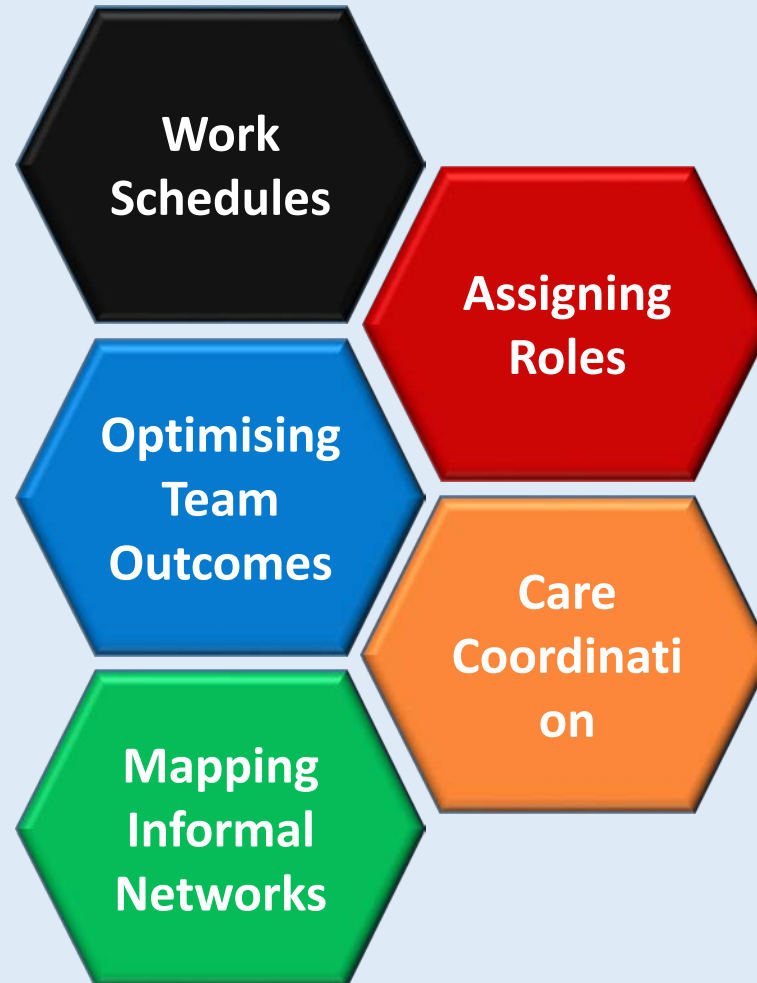 Work
Schedules
Assigning
Roles
Optimising
Team
Outcomes
Care
Coordinati
on
Mapping
Informal
Networks